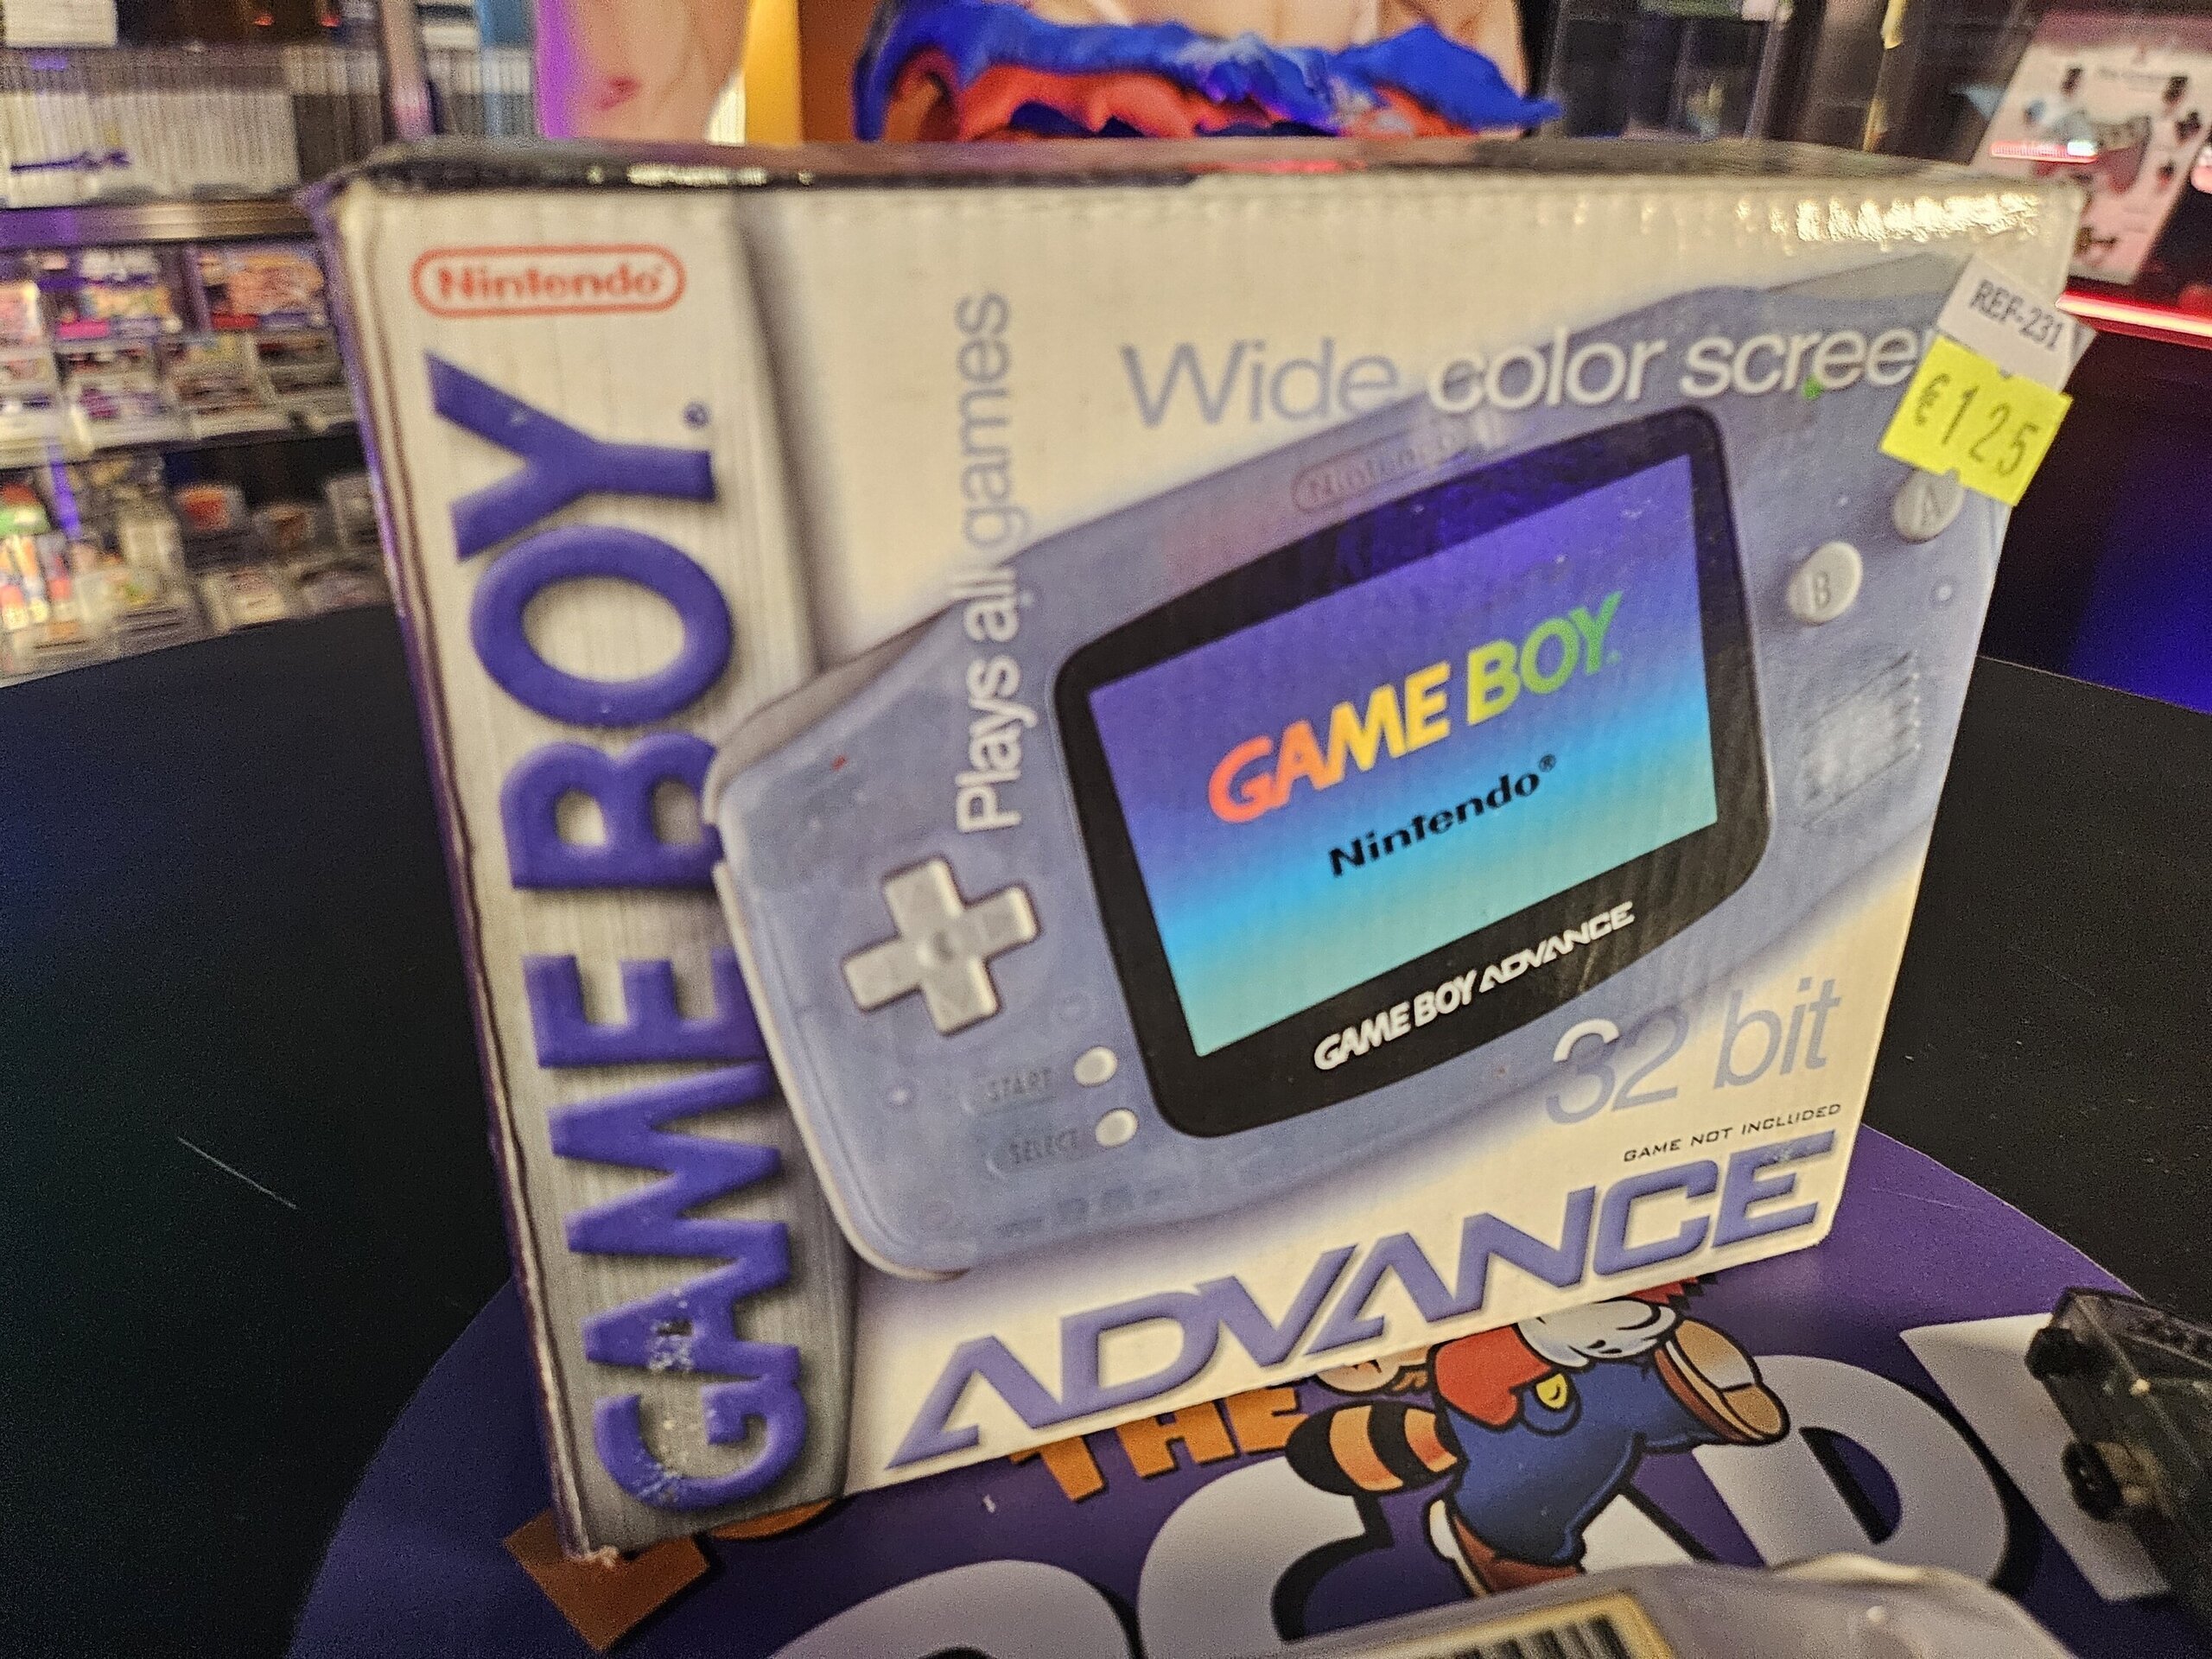 Nintendo
GAME BOY
Plays all games
Wide color scree
REF-231
€125
Nintendo
A
B
GAME BOY
Nintendo®
GAME BOY ADVANCE
START
SELECT
32 bit
GAME NOT INCLUDED
ADVANCE
THE